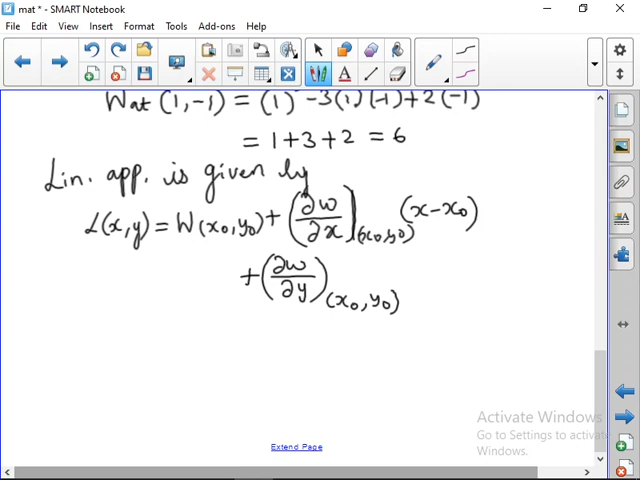 mat * - SMART Notebook
File Edit View Insert Format Tools Add-ons Help
W at (1, -1) = (1) - 3(1)(-1) + 2(-1)
= 1 + 3 + 2 = 6
Lin. app. is given by
L(x, y) = W(x₀, y₀) + (∂w/∂x)(x₀, y₀) (x - x₀)
+ (∂w/∂y)(x₀, y₀)
Activate Windows
Go to Settings to activate
Windows.
Extend Page